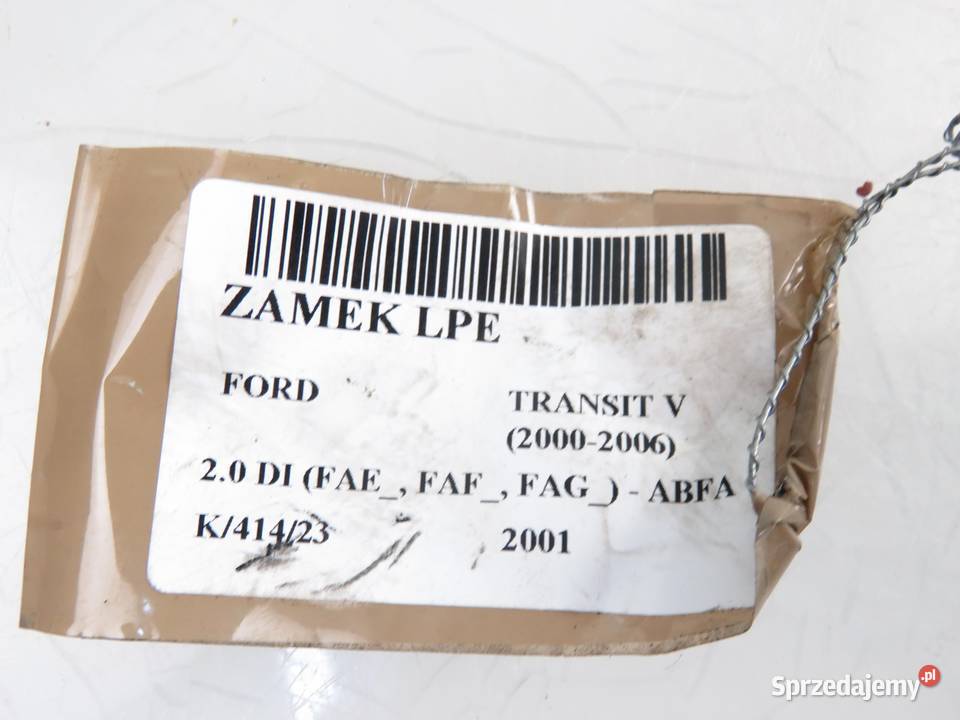 ZAMEK LPE
FORD TRANSIT V
(2000-2006)
2.0 DI (FAE_, FAF_, FAG_) - ABFA
K/414/23 2001
Sprzedajemy.pl